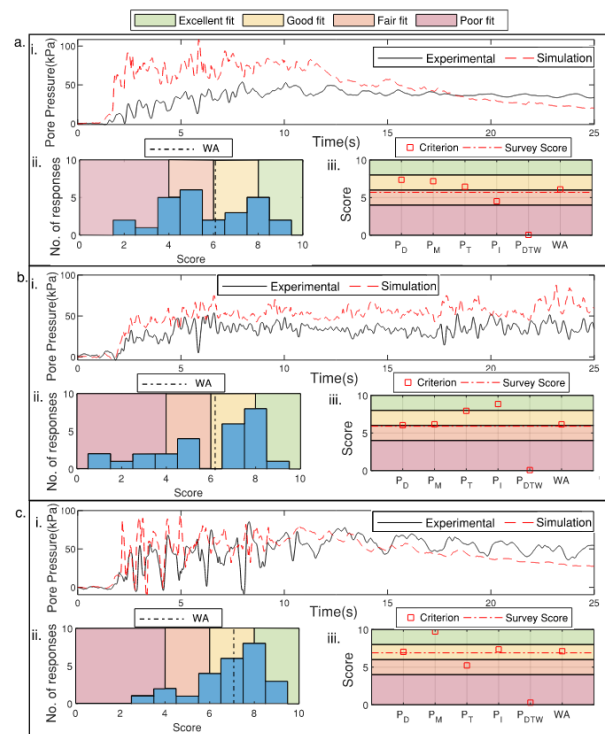 Excellent fit Good fit Fair fit Poor fit
a.
i.
Pore Pressure(kPa)
100
50
0
Experimental Simulation
0 5 10 15 20 25
Time(s)
ii.
WA
No. of responses
10
5
0
0 2 4 6 8 10
Score
iii.
Criterion Survey Score
Score
10
5
0
P_D P_M P_T P_I P_DTW WA
b.
i.
Pore Pressure(kPa)
100
50
0
Experimental Simulation
0 5 10 15 20 25
Time(s)
ii.
WA
No. of responses
10
8
6
4
2
0
0 2 4 6 8 10
Score
iii.
Criterion Survey Score
Score
10
5
0
P_D P_M P_T P_I P_DTW WA
c.
i.
Pore Pressure(kPa)
100
50
0
Experimental Simulation
0 5 10 15 20 25
Time(s)
ii.
WA
No. of responses
10
5
0
0 2 4 6 8 10
Score
iii.
Criterion Survey Score
Score
10
5
0
P_D P_M P_T P_I P_DTW WA